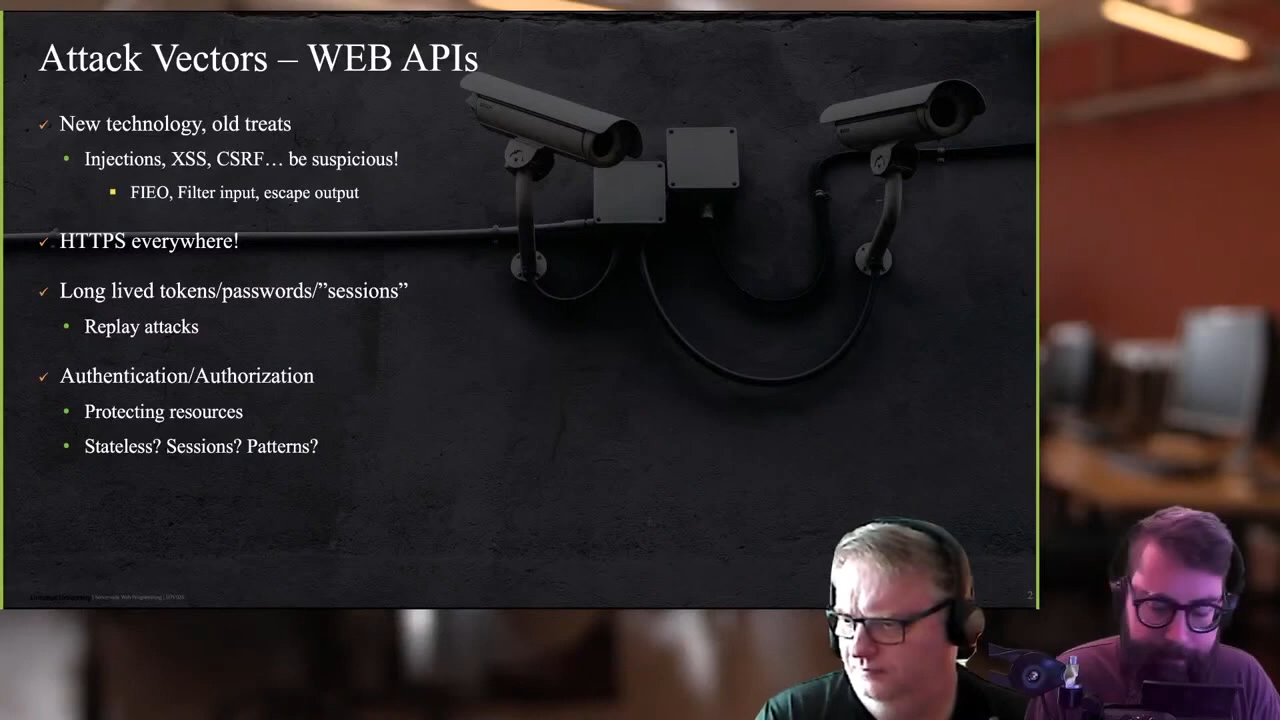 Attack Vectors – WEB APIs
New technology, old treats
Injections, XSS, CSRF… be suspicious!
FIEO, Filter input, escape output
HTTPS everywhere!
Long lived tokens/passwords/”sessions”
Replay attacks
Authentication/Authorization
Protecting resources
Stateless? Sessions? Patterns?
2